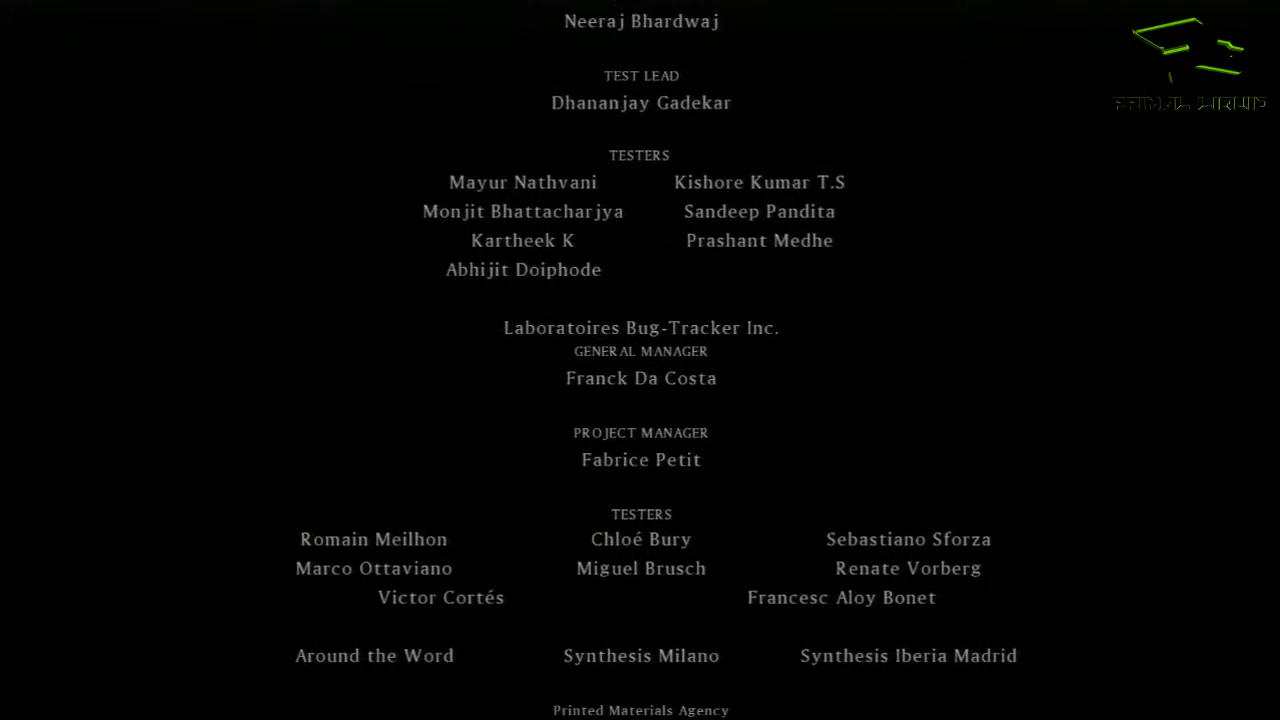 Neeraj Bhardwaj
TEST LEAD
Dhananjay Gadekar
TESTERS
Mayur Nathvani Kishore Kumar T.S
Monjit Bhattacharjya Sandeep Pandita
Kartheek K Prashant Medhe
Abhijit Doiphode
Laboratoires Bug-Tracker Inc.
GENERAL MANAGER
Franck Da Costa
PROJECT MANAGER
Fabrice Petit
TESTERS
Romain Meilhon Chloé Bury Sebastiano Sforza
Marco Ottaviano Miguel Brusch Renate Vorberg
Victor Cortés Francesc Aloy Bonet
Around the Word Synthesis Milano Synthesis Iberia Madrid
Printed Materials Agency